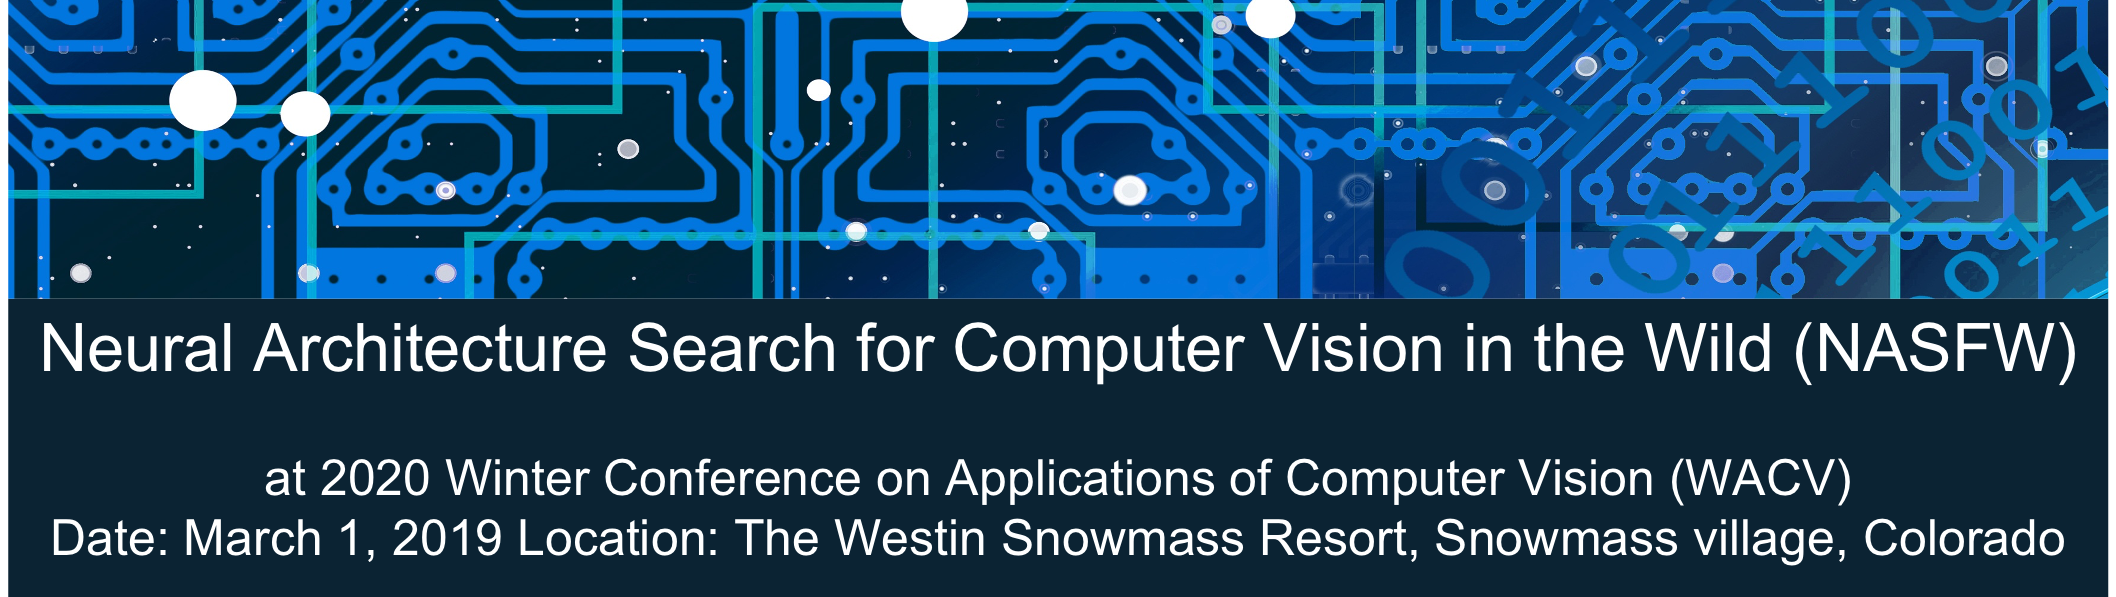 Neural Architecture Search for Computer Vision in the Wild (NASFW)
at 2020 Winter Conference on Applications of Computer Vision (WACV)
Date: March 1, 2019 Location: The Westin Snowmass Resort, Snowmass village, Colorado